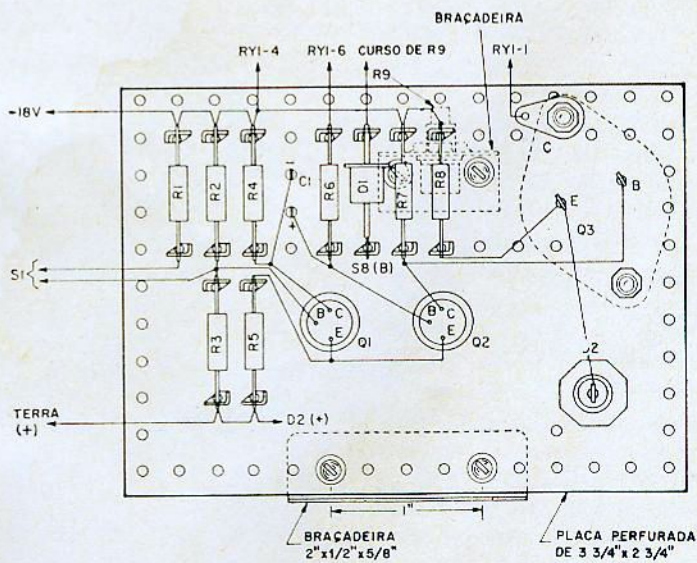 BRAÇADEIRA
RY1-4
RY1-6
CURSO DE R9
RY1-1
R9
-18V
C
-
C1
+
R1
R2
R4
R6
D1
R7
R8
B
E
Q3
S1
S8 (B)
B
C
E
Q1
B
C
E
Q2
R3
R5
TERRA
(+)
D2 (+)
1"
BRAÇADEIRA
2"x1/2"x5/8"
PLACA PERFURADA
DE 3 3/4"x 2 3/4"